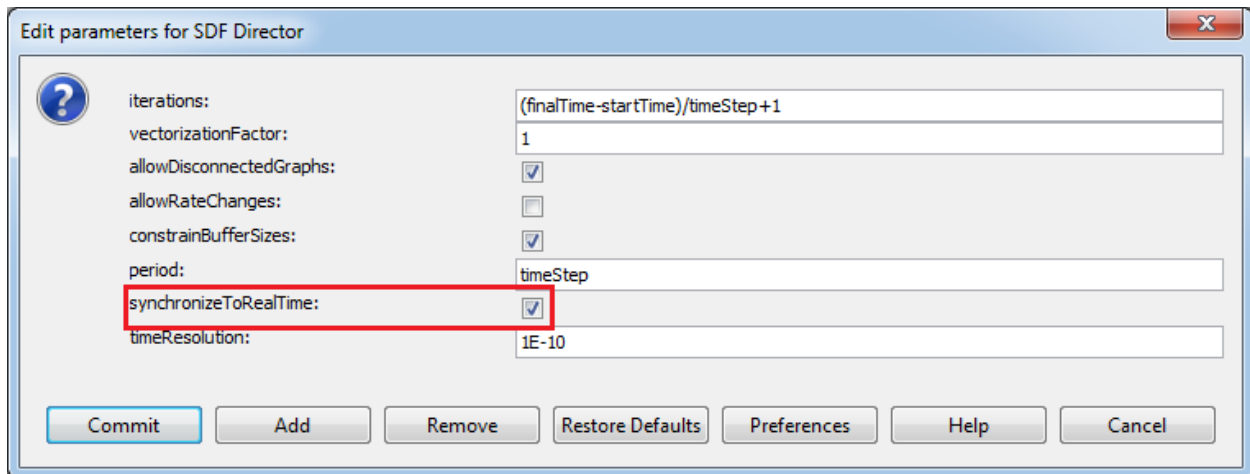 Edit parameters for SDF Director
iterations: (finalTime-startTime)/timeStep+1
vectorizationFactor: 1
allowDisconnectedGraphs:
allowRateChanges:
constrainBufferSizes:
period: timeStep
synchronizeToRealTime:
timeResolution: 1E-10
Commit Add Remove Restore Defaults Preferences Help Cancel